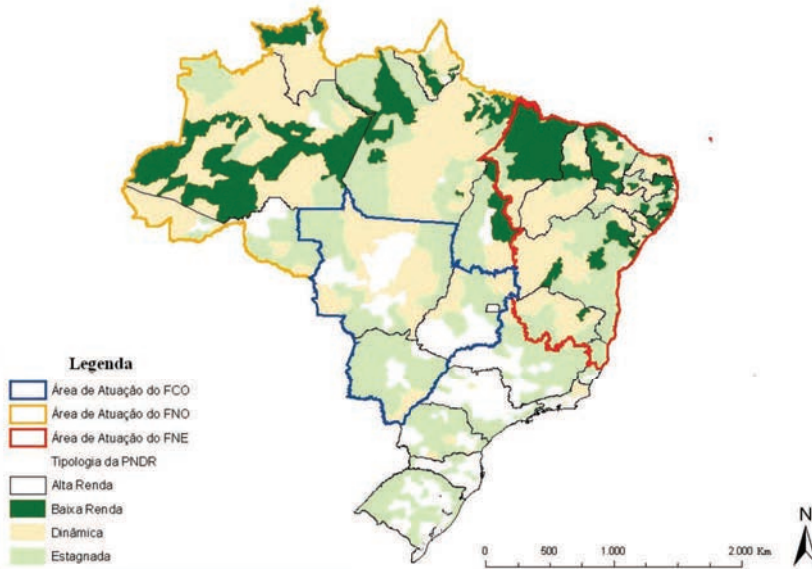 Legenda
Área de Atuação do FCO
Área de Atuação do FNO
Área de Atuação do FNE
Tipologia da PNDR
Alta Renda
Baixa Renda
Dinâmica
Estagnada
0 500 1.000 2.000 Km
N